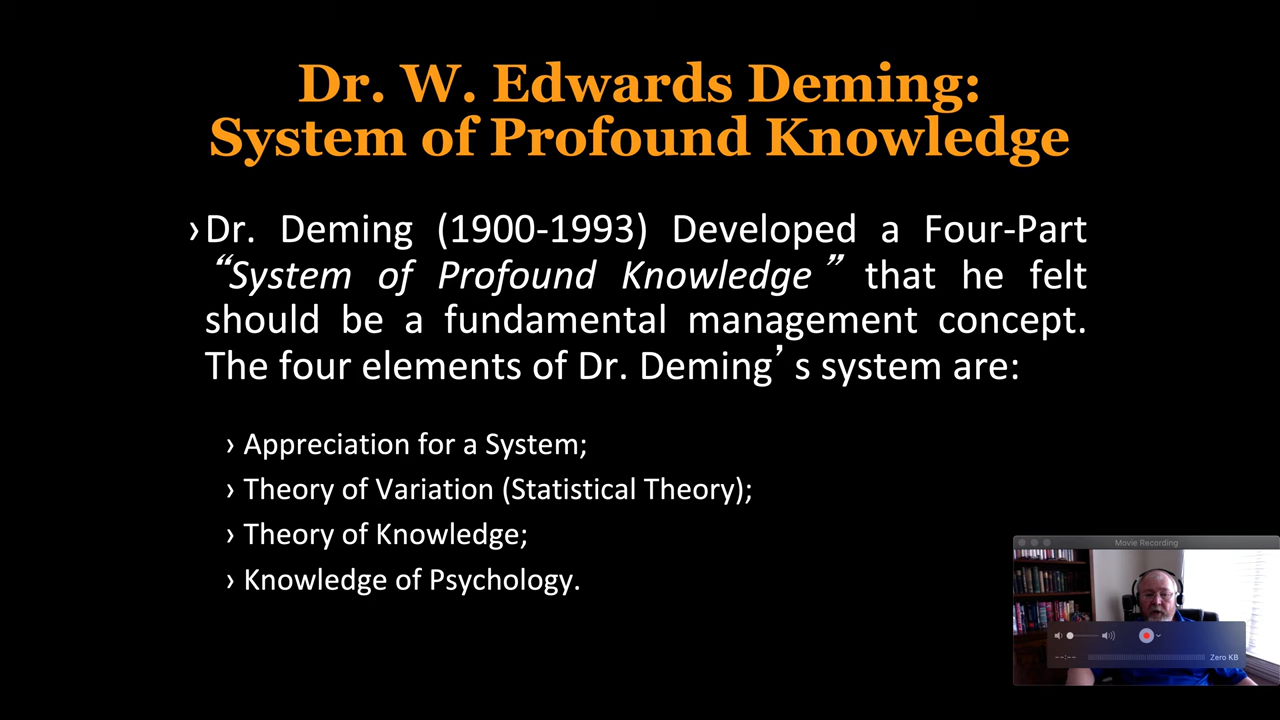 Dr. W. Edwards Deming:
System of Profound Knowledge
› Dr. Deming (1900-1993) Developed a Four-Part
“System of Profound Knowledge” that he felt
should be a fundamental management concept.
The four elements of Dr. Deming’s system are:
› Appreciation for a System;
› Theory of Variation (Statistical Theory);
› Theory of Knowledge;
› Knowledge of Psychology.
Movie Recording
--:-- Zero KB